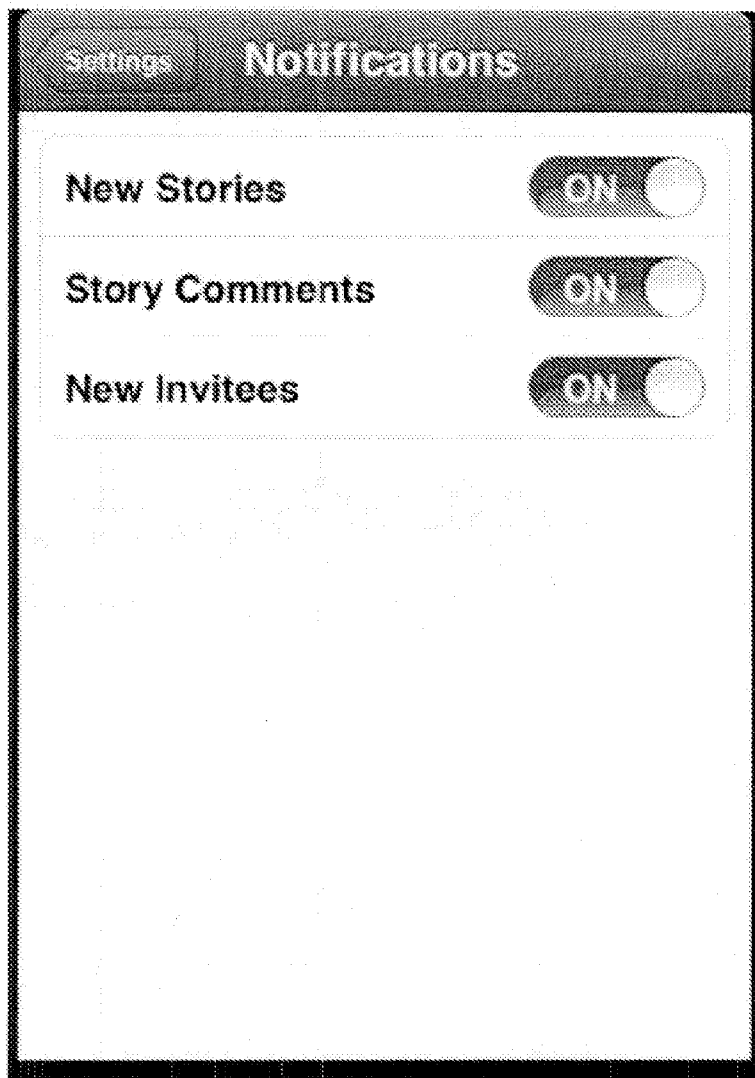 Settings Notifications
New Stories ON
Story Comments ON
New Invitees ON